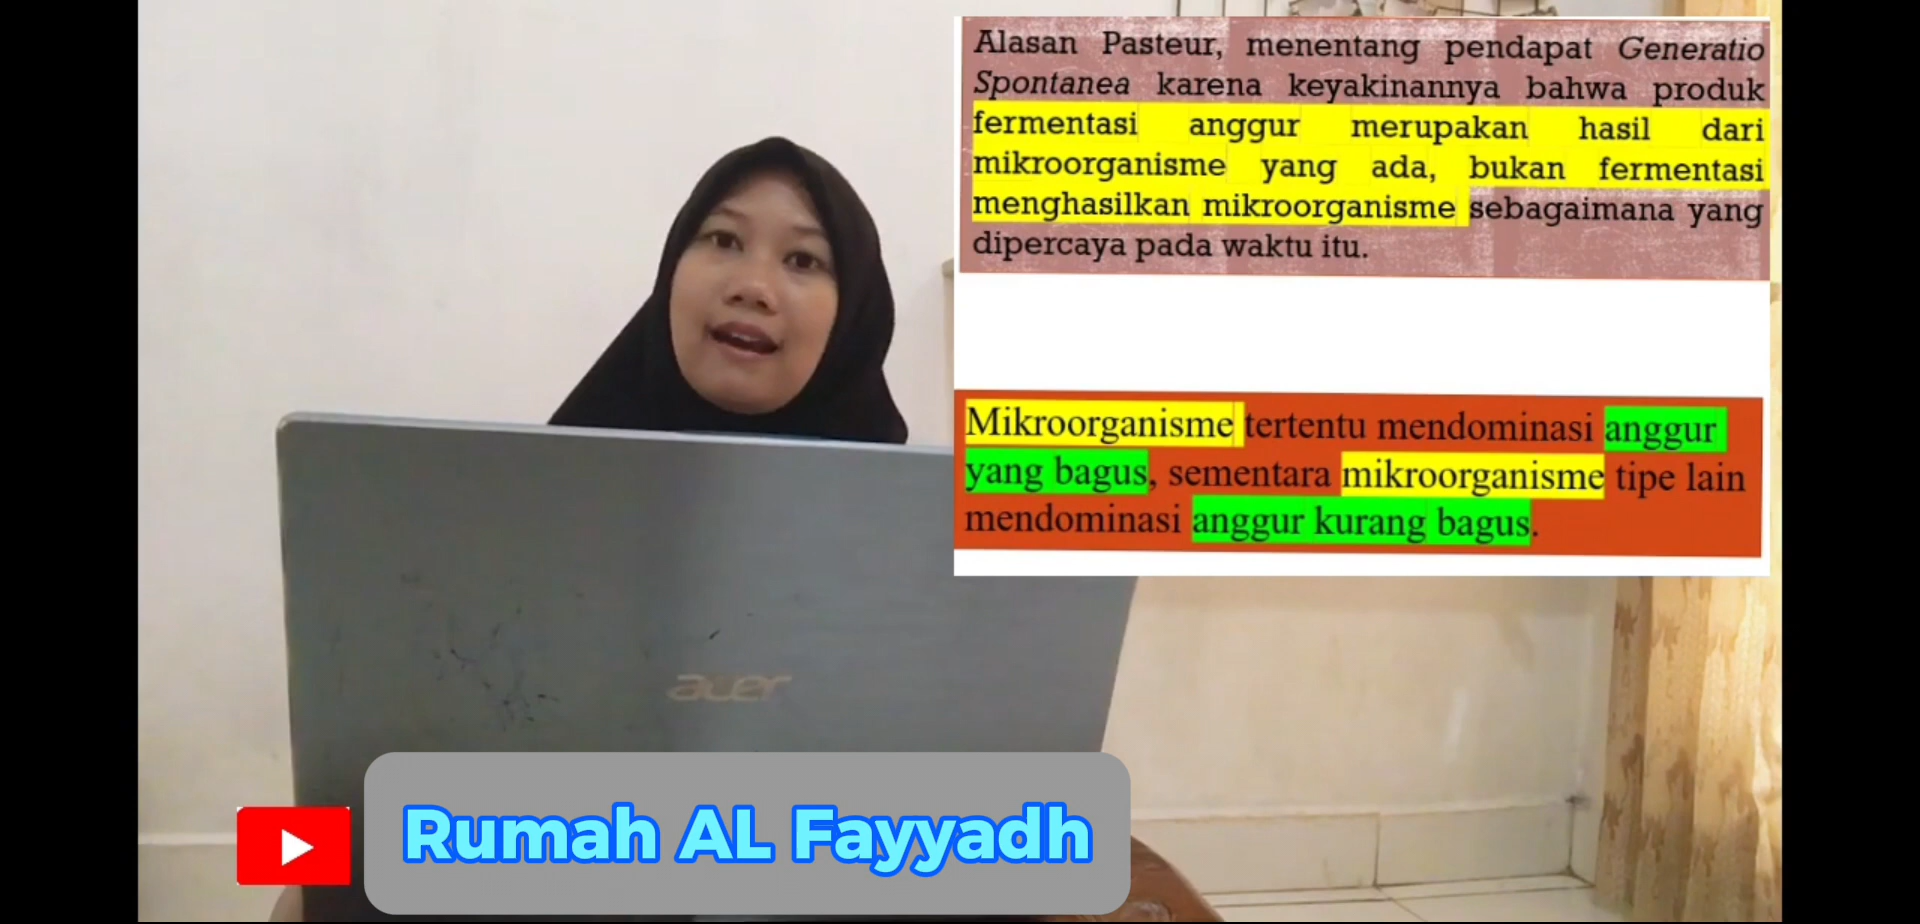 Alasan Pasteur, menentang pendapat Generatio
Spontanea karena keyakinannya bahwa produk
fermentasi anggur merupakan hasil dari
mikroorganisme yang ada, bukan fermentasi
menghasilkan mikroorganisme sebagaimana yang
dipercaya pada waktu itu.
Mikroorganisme tertentu mendominasi anggur
yang bagus, sementara mikroorganisme tipe lain
mendominasi anggur kurang bagus.
acer
Rumah AL Fayyadh